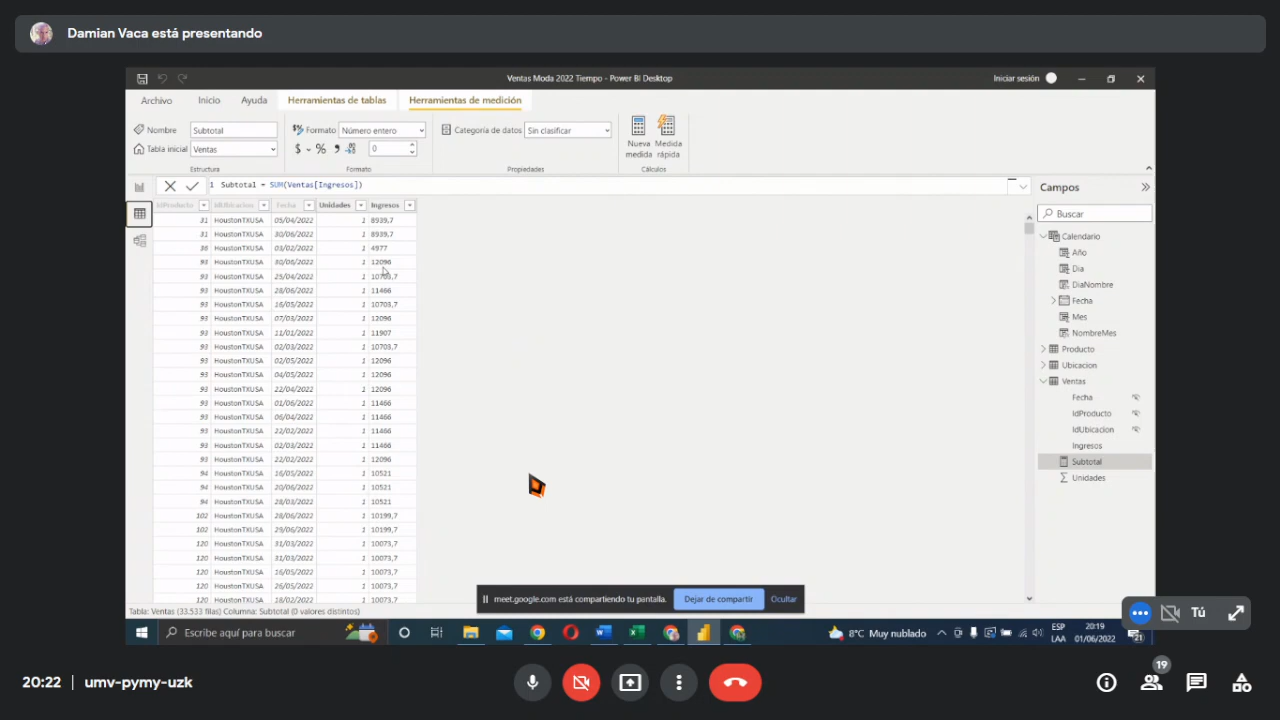 Damian Vaca está presentando
Ventas Moda 2022 Tiempo - Power BI Desktop
Iniciar sesión
Archivo Inicio Ayuda Herramientas de tablas Herramientas de medición
Nombre Subtotal
Formato Número entero
Categoría de datos Sin clasificar
Tabla inicial Ventas
$ % 0
Nueva medida
Medida rápida
Estructura Formato Propiedades Cálculos
1 Subtotal = SUM(Ventas[Ingresos])
IdProducto IdUbicacion Fecha Unidades Ingresos
31 HoustonTXUSA 05/04/2022 1 8939,7
31 HoustonTXUSA 30/06/2022 1 8939,7
36 HoustonTXUSA 03/02/2022 1 4977
93 HoustonTXUSA 30/06/2022 1 12096
93 HoustonTXUSA 25/04/2022 1 10703,7
93 HoustonTXUSA 28/06/2022 1 11466
93 HoustonTXUSA 16/05/2022 1 10703,7
93 HoustonTXUSA 07/03/2022 1 12096
93 HoustonTXUSA 11/01/2022 1 11907
93 HoustonTXUSA 02/03/2022 1 10703,7
93 HoustonTXUSA 02/05/2022 1 12096
93 HoustonTXUSA 04/05/2022 1 12096
93 HoustonTXUSA 22/04/2022 1 12096
93 HoustonTXUSA 01/06/2022 1 11466
93 HoustonTXUSA 06/04/2022 1 11466
93 HoustonTXUSA 22/02/2022 1 11466
93 HoustonTXUSA 02/03/2022 1 11466
93 HoustonTXUSA 22/02/2022 1 12096
94 HoustonTXUSA 16/05/2022 1 10521
94 HoustonTXUSA 20/06/2022 1 10521
94 HoustonTXUSA 28/03/2022 1 10521
102 HoustonTXUSA 28/06/2022 1 10199,7
102 HoustonTXUSA 29/06/2022 1 10199,7
120 HoustonTXUSA 31/03/2022 1 10073,7
120 HoustonTXUSA 31/03/2022 1 10073,7
120 HoustonTXUSA 16/05/2022 1 10073,7
120 HoustonTXUSA 26/05/2022 1 10073,7
120 HoustonTXUSA 18/02/2022 1 10073,7
Tabla: Ventas (33.533 filas) Columna: Subtotal (0 valores distintos)
Campos
Buscar
Calendario
Año
Dia
DiaNombre
Fecha
Mes
NombreMes
Producto
Ubicacion
Ventas
Fecha
IdProducto
IdUbicacion
Ingresos
Subtotal
Unidades
meet.google.com está compartiendo tu pantalla. Dejar de compartir Ocultar
Tú
Escribe aquí para buscar
8°C Muy nublado
ESP
LAA
20:19
01/06/2022
21
20:22 | umv-pymy-uzk
19